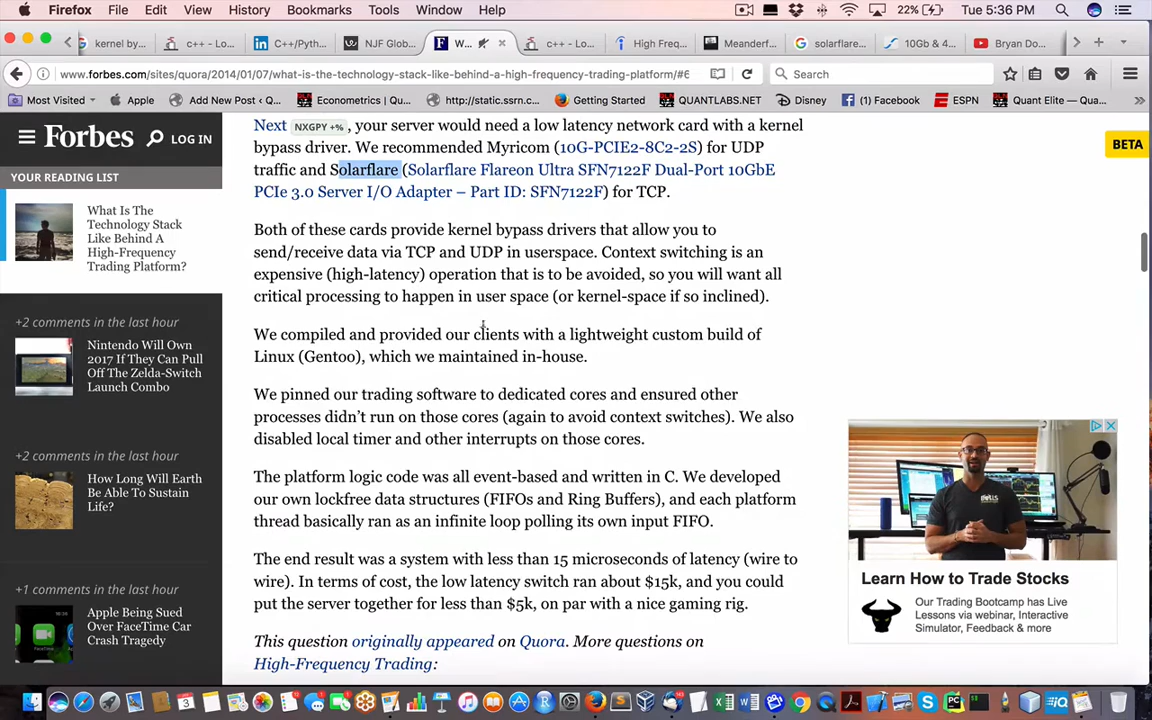 Firefox File Edit View History Bookmarks Tools Window Help 22% Tue 5:36 PM
kernel by... c++ - Lo... C++/Pyth... NJF Glob... W... c++ - Lo... High Freq... Meanderf... solarflare... 10Gb & 4... Bryan Do...
www.forbes.com/sites/quora/2014/01/07/what-is-the-technology-stack-like-behind-a-high-frequency-trading-platform/#6 Search
Most Visited Apple Add New Post ‹ Q... Econometrics | Qu... http://static.ssrn.c... Getting Started QUANTLABS.NET Disney (1) Facebook ESPN Quant Elite — Qu...
Forbes LOG IN
BETA
YOUR READING LIST
What Is The
Technology Stack
Like Behind A
High-Frequency
Trading Platform?
+2 comments in the last hour
Nintendo Will Own
2017 If They Can Pull
Off The Zelda-Switch
Launch Combo
+2 comments in the last hour
How Long Will Earth
Be Able To Sustain
Life?
+1 comments in the last hour
Apple Being Sued
Over FaceTime Car
Crash Tragedy
Next NXGPY +%, your server would need a low latency network card with a kernel
bypass driver. We recommended Myricom (10G-PCIE2-8C2-2S) for UDP
traffic and Solarflare (Solarflare Flareon Ultra SFN7122F Dual-Port 10GbE
PCIe 3.0 Server I/O Adapter – Part ID: SFN7122F) for TCP.
Both of these cards provide kernel bypass drivers that allow you to
send/receive data via TCP and UDP in userspace. Context switching is an
expensive (high-latency) operation that is to be avoided, so you will want all
critical processing to happen in user space (or kernel-space if so inclined).
We compiled and provided our clients with a lightweight custom build of
Linux (Gentoo), which we maintained in-house.
We pinned our trading software to dedicated cores and ensured other
processes didn't run on those cores (again to avoid context switches). We also
disabled local timer and other interrupts on those cores.
The platform logic code was all event-based and written in C. We developed
our own lockfree data structures (FIFOs and Ring Buffers), and each platform
thread basically ran as an infinite loop polling its own input FIFO.
The end result was a system with less than 15 microseconds of latency (wire to
wire). In terms of cost, the low latency switch ran about $15k, and you could
put the server together for less than $5k, on par with a nice gaming rig.
This question originally appeared on Quora. More questions on
High-Frequency Trading:
Learn How to Trade Stocks
Our Trading Bootcamp has Live
Lessons via webinar, Interactive
Simulator, Feedback & more